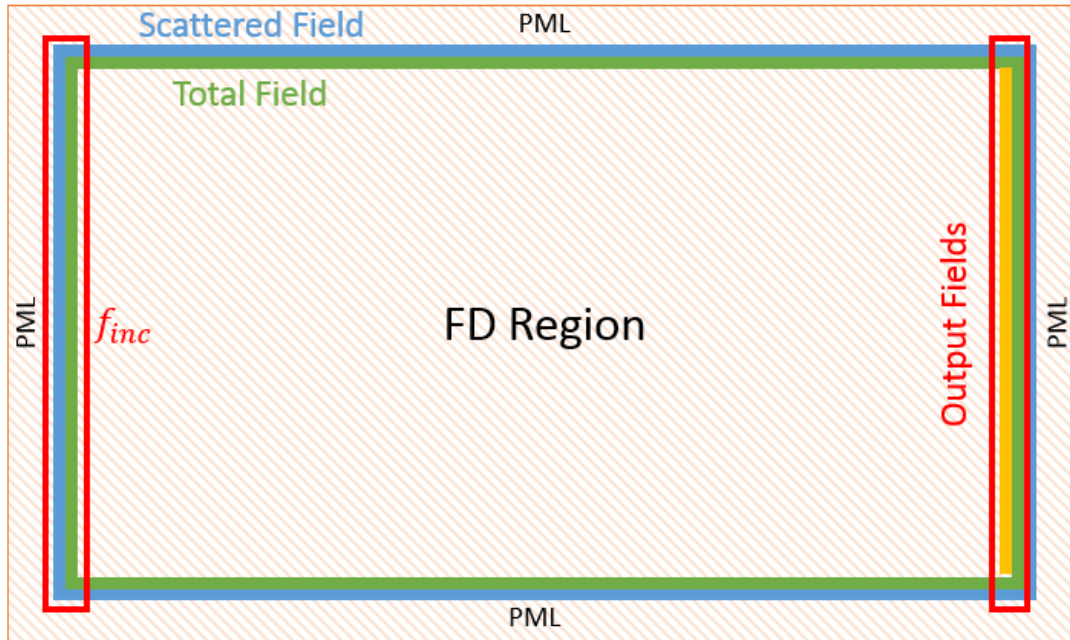 Scattered Field
PML
Total Field
PML
f_inc
FD Region
Output Fields
PML
PML